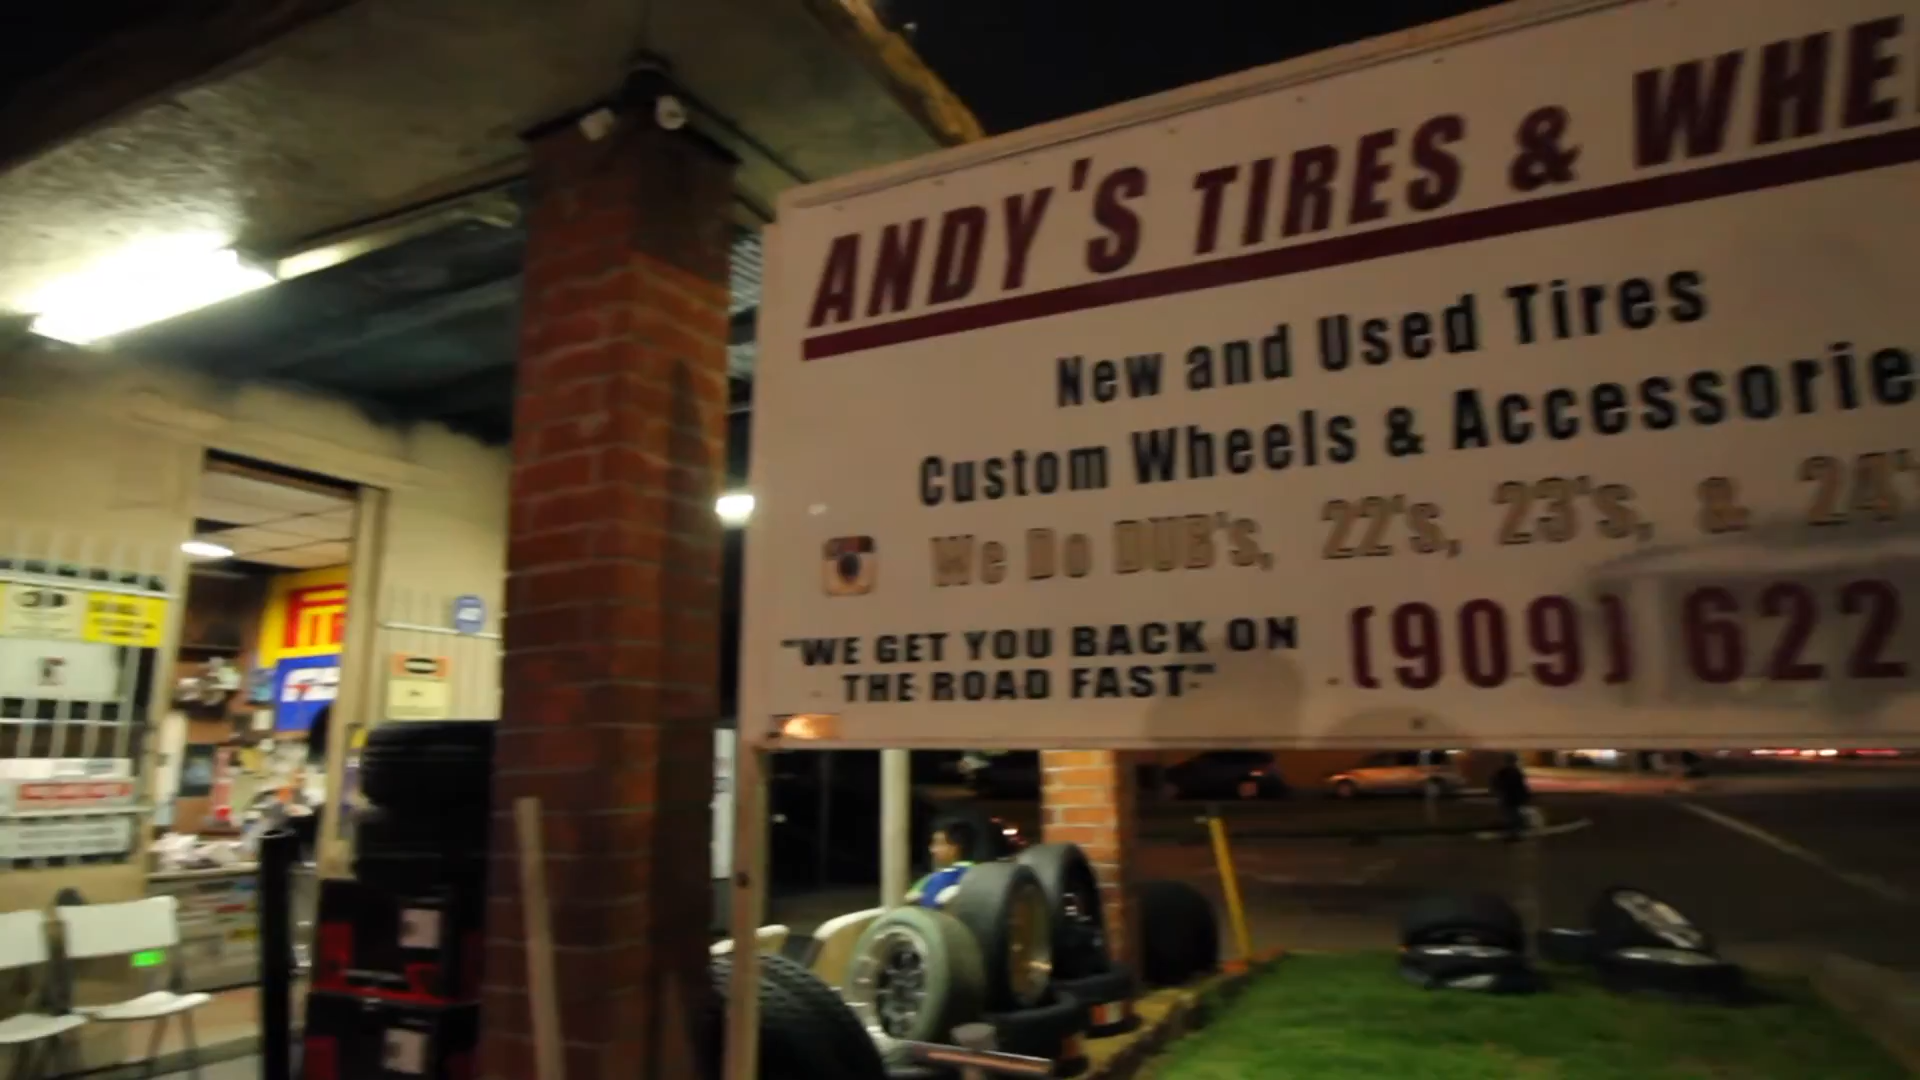 ANDY'S TIRES & WHE
New and Used Tires
Custom Wheels & Accessorie
We Do DUB's, 22's, 23's, & 24's
"WE GET YOU BACK ON
THE ROAD FAST"
(909) 622